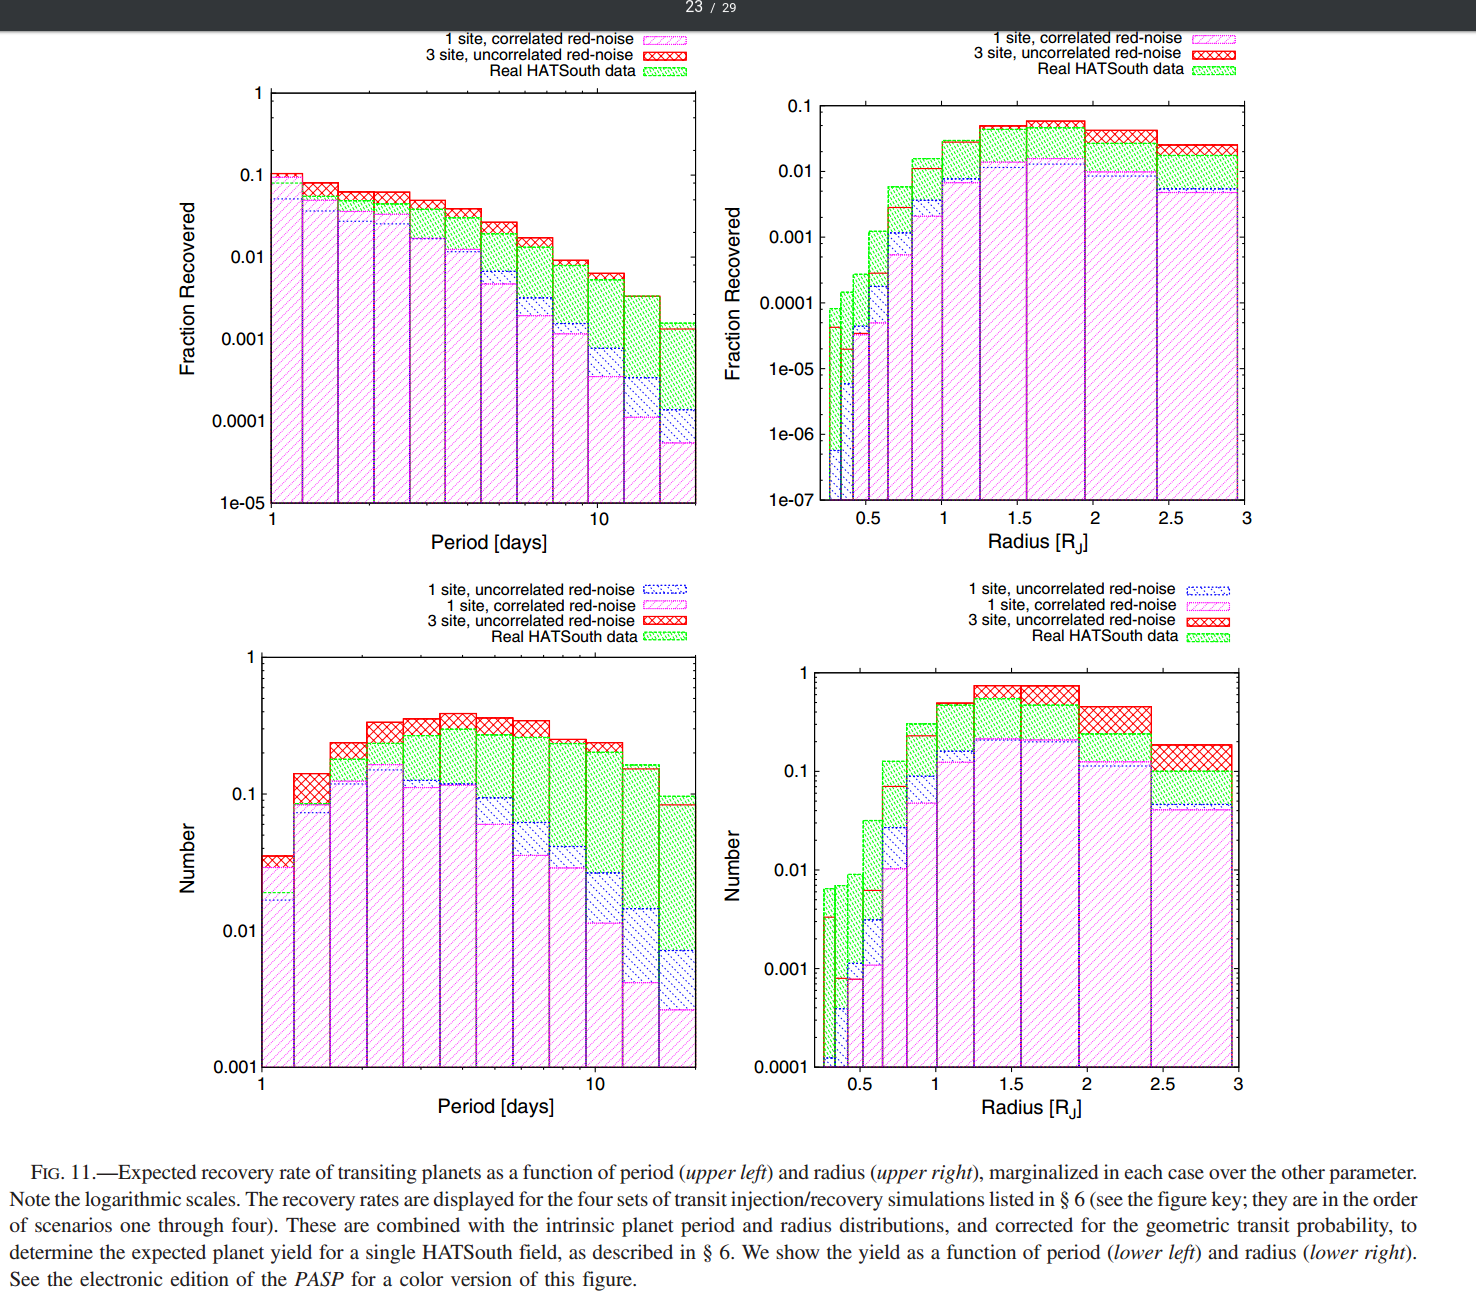 23 / 29
1 site, correlated red-noise
3 site, uncorrelated red-noise
Real HATSouth data
1
0.1
0.01
0.001
0.0001
1e-05
Fraction Recovered
1
10
Period [days]
1 site, correlated red-noise
3 site, uncorrelated red-noise
Real HATSouth data
0.1
0.01
0.001
0.0001
1e-05
1e-06
1e-07
Fraction Recovered
0.5
1
1.5
2
2.5
3
Radius [RJ]
1 site, uncorrelated red-noise
1 site, correlated red-noise
3 site, uncorrelated red-noise
Real HATSouth data
1
0.1
0.01
0.001
Number
1
10
Period [days]
1 site, uncorrelated red-noise
1 site, correlated red-noise
3 site, uncorrelated red-noise
Real HATSouth data
1
0.1
0.01
0.001
0.0001
Number
0.5
1
1.5
2
2.5
3
Radius [RJ]
FIG. 11.—Expected recovery rate of transiting planets as a function of period (upper left) and radius (upper right), marginalized in each case over the other parameter.
Note the logarithmic scales. The recovery rates are displayed for the four sets of transit injection/recovery simulations listed in § 6 (see the figure key; they are in the order
of scenarios one through four). These are combined with the intrinsic planet period and radius distributions, and corrected for the geometric transit probability, to
determine the expected planet yield for a single HATSouth field, as described in § 6. We show the yield as a function of period (lower left) and radius (lower right).
See the electronic edition of the PASP for a color version of this figure.